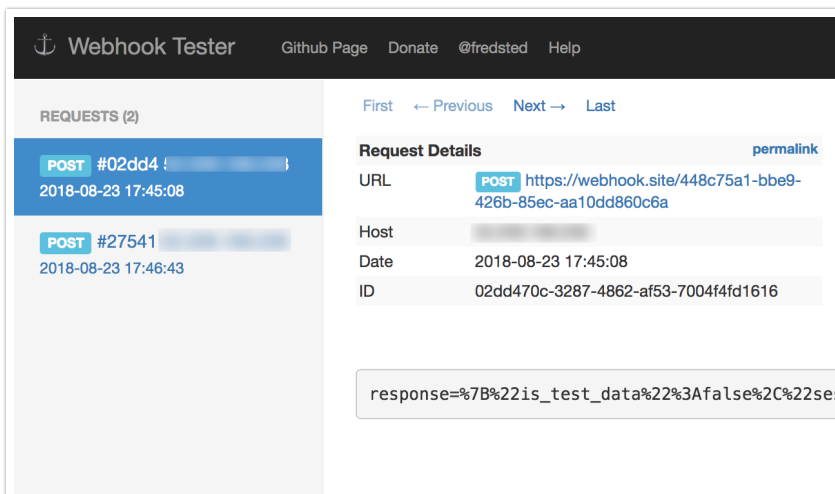 Webhook Tester Github Page Donate @fredsted Help
REQUESTS (2)
POST #02dd4
2018-08-23 17:45:08
POST #27541
2018-08-23 17:46:43
First ← Previous Next → Last
Request Details permalink
URL POST https://webhook.site/448c75a1-bbe9-
426b-85ec-aa10dd860c6a
Host
Date 2018-08-23 17:45:08
ID 02dd470c-3287-4862-af53-7004f4fd1616
response=%7B%22is_test_data%22%3Afalse%2C%22ses